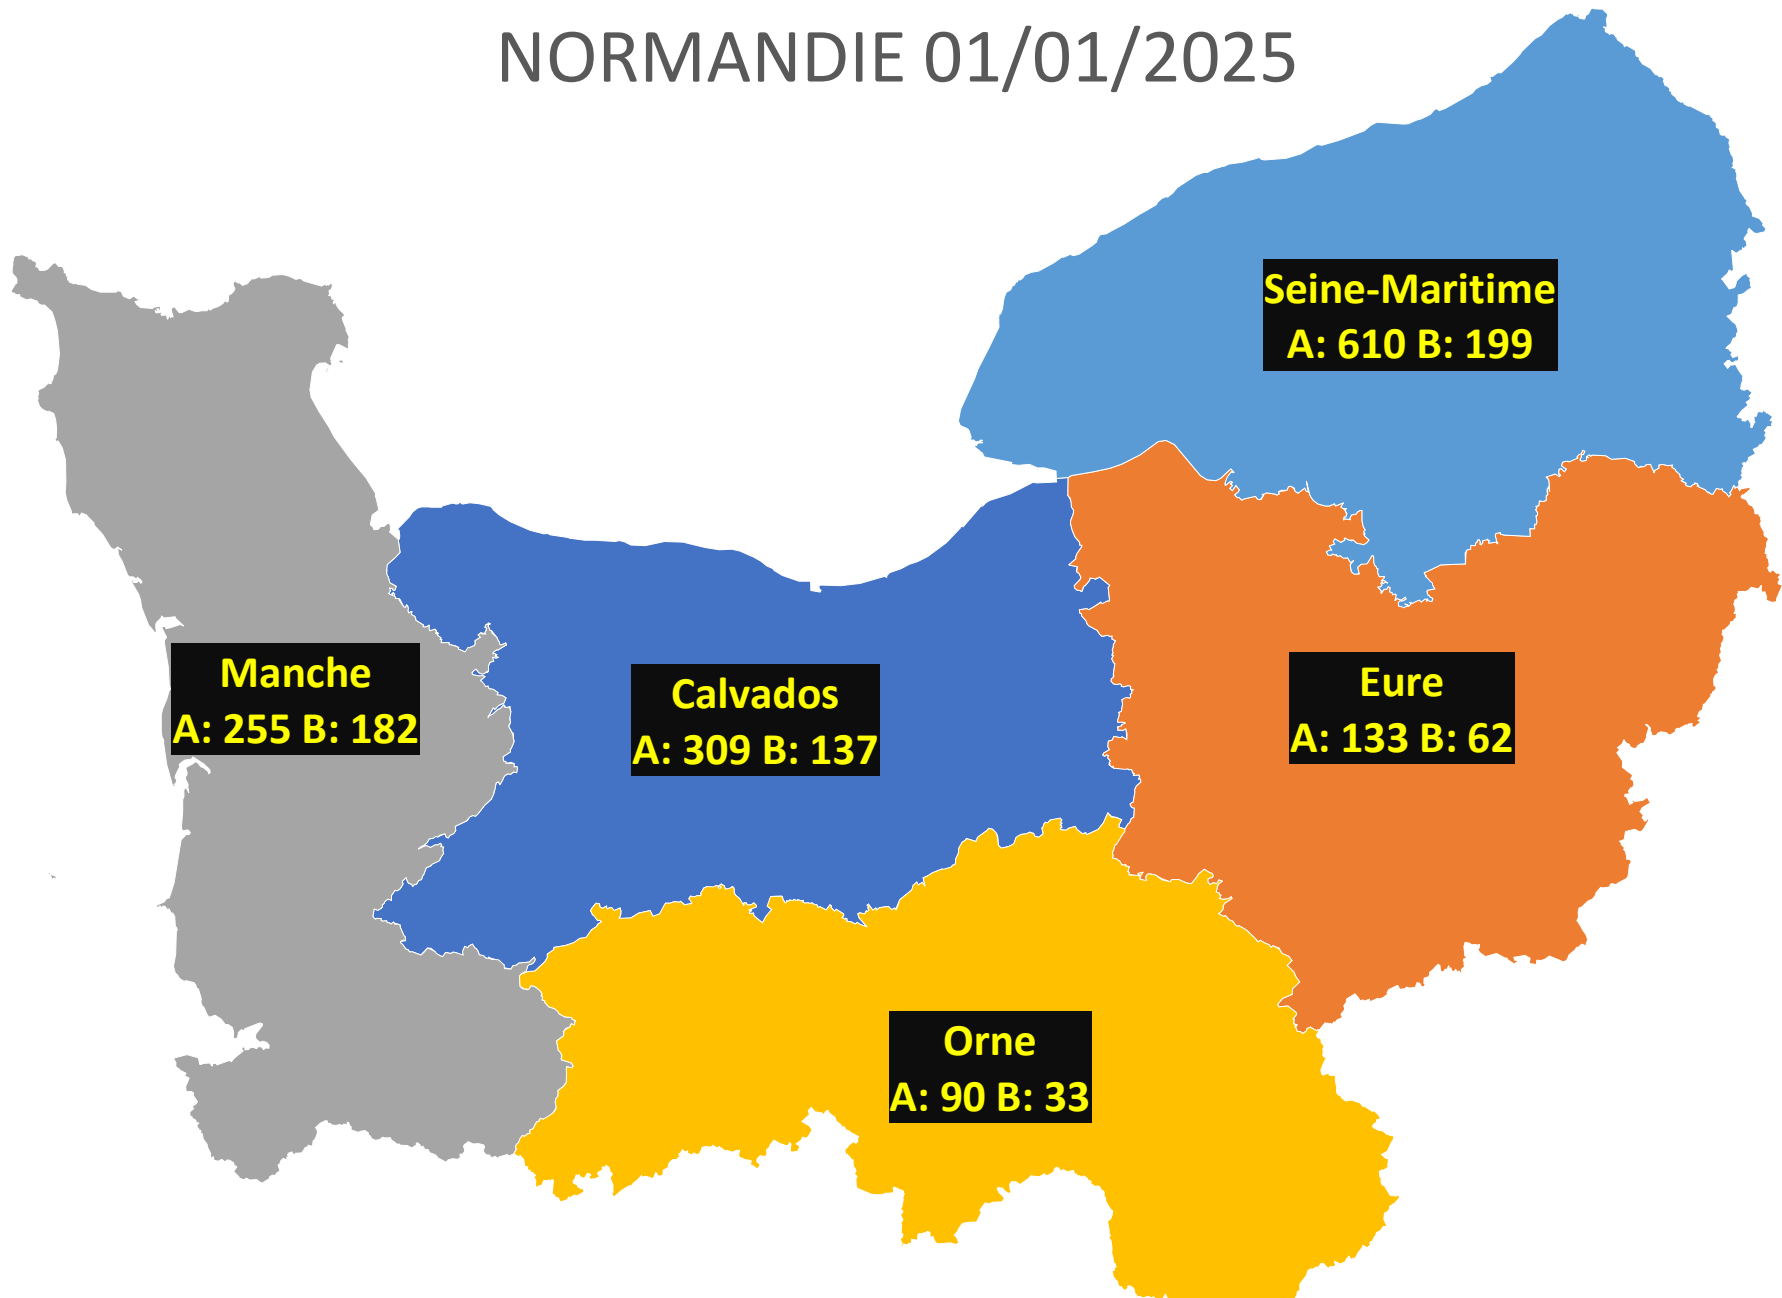 NORMANDIE 01/01/2025
Seine-Maritime
A: 610 B: 199
Manche
A: 255 B: 182
Calvados
A: 309 B: 137
Eure
A: 133 B: 62
Orne
A: 90 B: 33